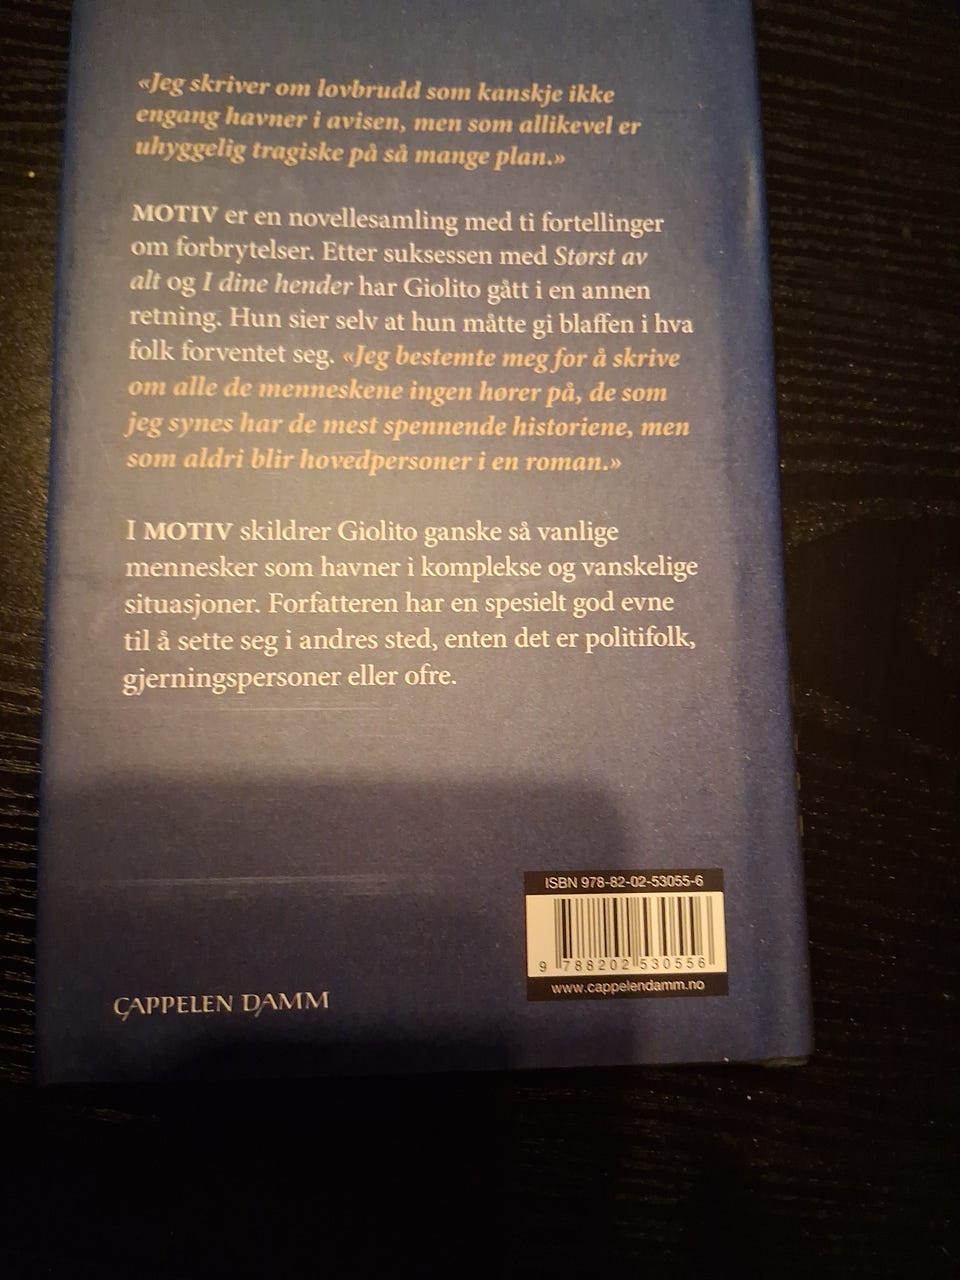 «Jeg skriver om lovbrudd som kanskje ikke
engang havner i avisen, men som allikevel er
uhyggelig tragiske på så mange plan.»
MOTIV er en novellesamling med ti fortellinger
om forbrytelser. Etter suksessen med Størst av
alt og I dine hender har Giolito gått i en annen
retning. Hun sier selv at hun måtte gi blaffen i hva
folk forventet seg. «Jeg bestemte meg for å skrive
om alle de menneskene ingen hører på, de som
jeg synes har de mest spennende historiene, men
som aldri blir hovedpersoner i en roman.»
I MOTIV skildrer Giolito ganske så vanlige
mennesker som havner i komplekse og vanskelige
situasjoner. Forfatteren har en spesielt god evne
til å sette seg i andres sted, enten det er politifolk,
gjerningspersoner eller ofre.
ISBN 978-82-02-53055-6
9 788202 530556
www.cappelendamm.no
CAPPELEN DAMM